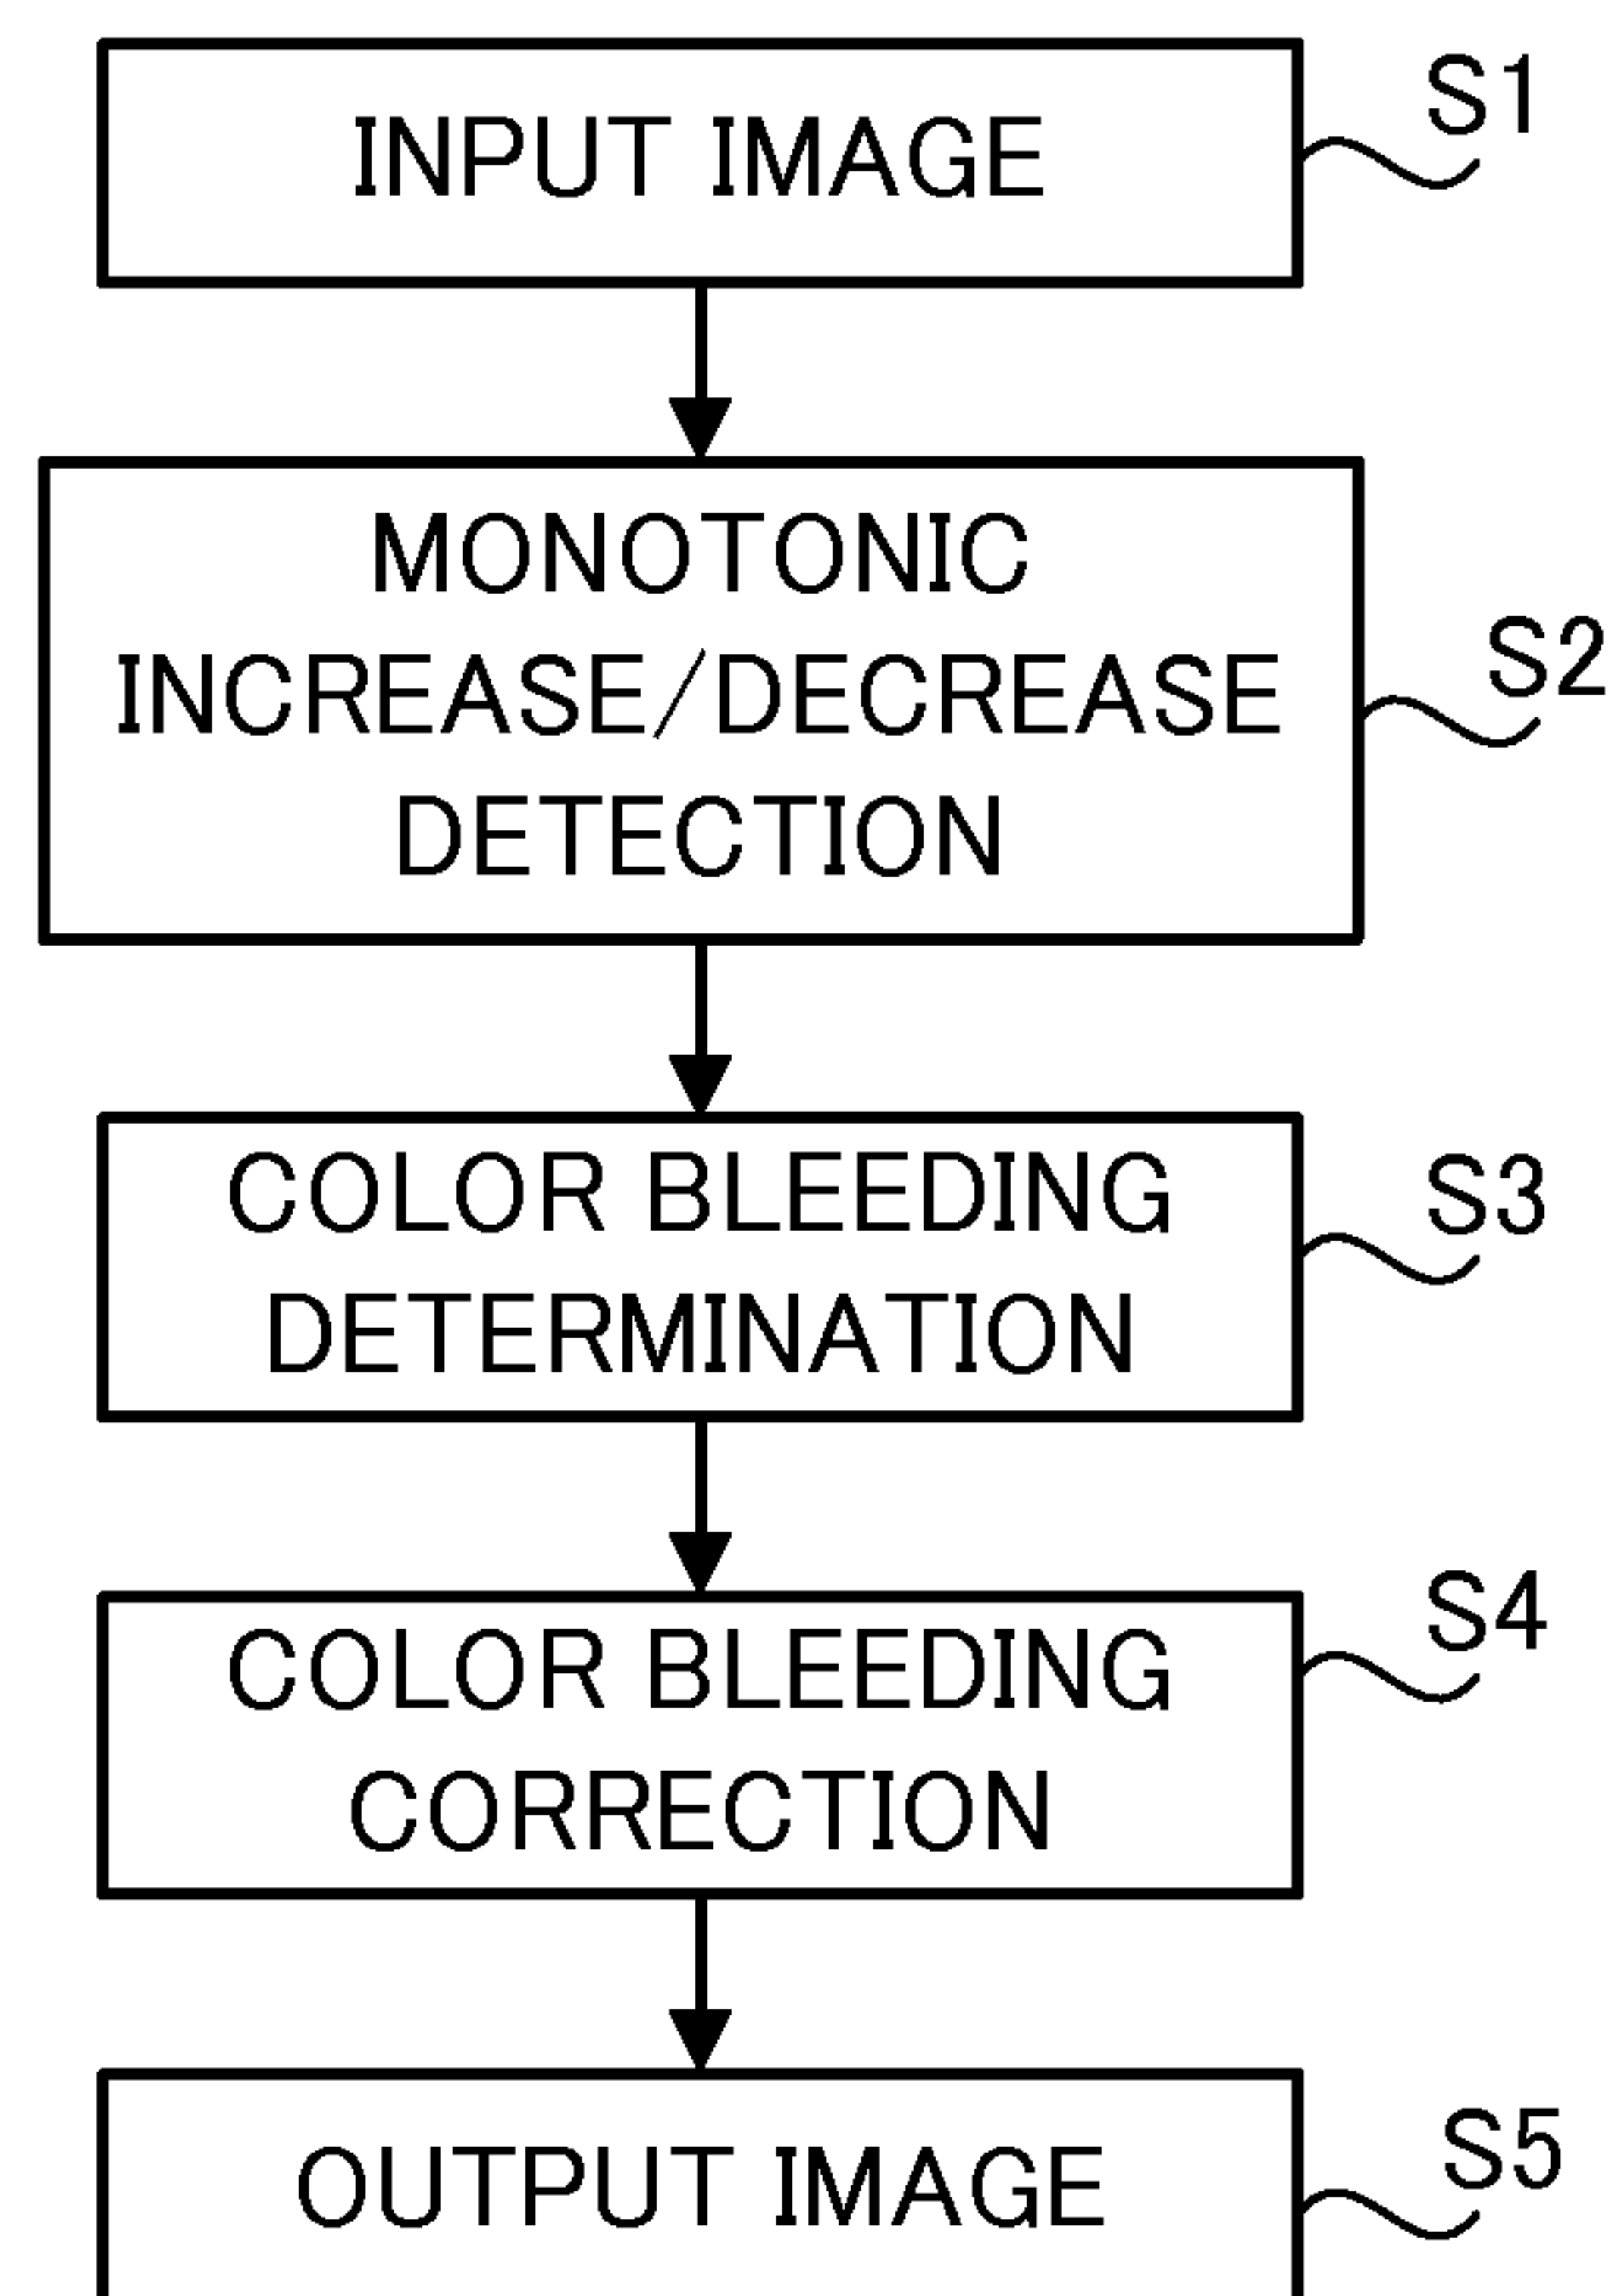 INPUT IMAGE
S1
MONOTONIC
INCREASE/DECREASE
DETECTION
S2
COLOR BLEEDING
DETERMINATION
S3
COLOR BLEEDING
CORRECTION
S4
OUTPUT IMAGE
S5